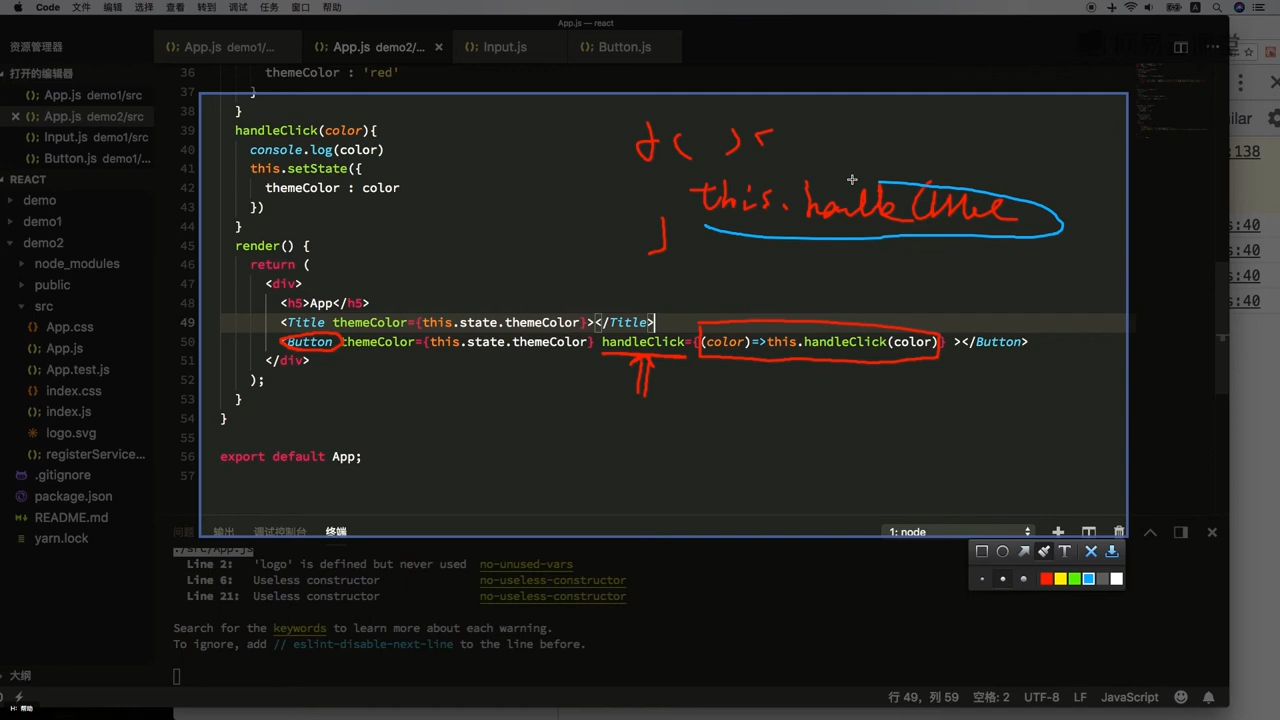 Code 文件 编辑 选择 查看 转到 调试 任务 窗口 帮助
App.js — react
资源管理器
App.js demo1/...
App.js demo2/...
Input.js
Button.js
打开的编辑器
App.js demo1/src
App.js demo2/src
Input.js demo1/src
Button.js demo1/...
REACT
demo
demo1
demo2
node_modules
public
src
App.css
App.js
App.test.js
index.css
index.js
logo.svg
registerService...
.gitignore
package.json
README.md
yarn.lock
大纲
36 themeColor : 'red'
37 }
38 }
39 handleClick(color){
40 console.log(color)
41 this.setState({
42 themeColor : color
43 })
44 }
45 render() {
46 return (
47 <div>
48 <h5>App</h5>
49 <Title themeColor={this.state.themeColor}></Title>
50 <Button themeColor={this.state.themeColor} handleClick={(color)=>this.handleClick(color)} ></Button>
51 </div>
52 );
53 }
54 }
55
56 export default App;
57
this.
问题 输出 调试控制台 终端
1: node
./src/App.js
Line 2: 'logo' is defined but never used no-unused-vars
Line 6: Useless constructor no-useless-constructor
Line 21: Useless constructor no-useless-constructor
Search for the keywords to learn more about each warning.
To ignore, add // eslint-disable-next-line to the line before.
行 49，列 59 空格: 2 UTF-8 LF JavaScript
H: 帮助
ular
:138
s:40
s:40
s:40
s:40